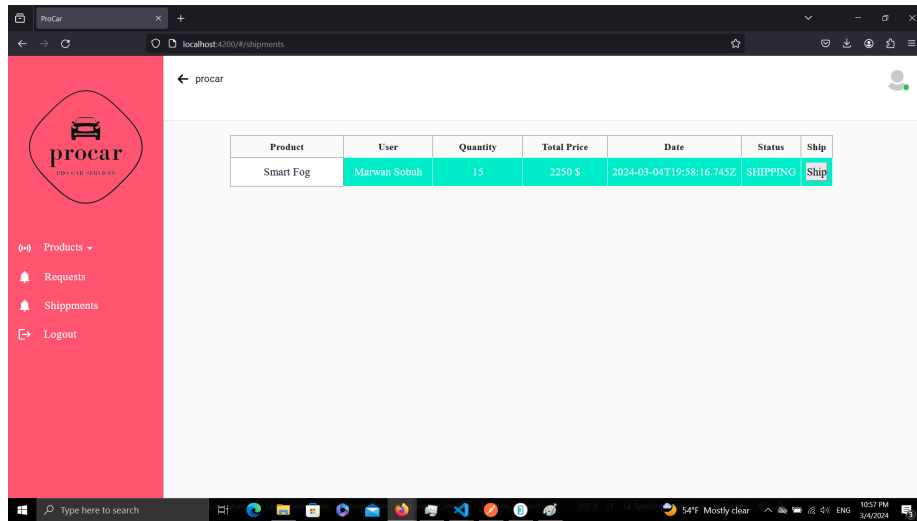 ProCar
localhost:4200/#/shipments
procar
procar
PRO CAR SERVICES
Product User Quantity Total Price Date Status Ship
Smart Fog Marwan Sobuh 15 2250 $ 2024-03-04T19:58:16.745Z SHIPPING Ship
Products
Requests
Shippments
Logout
Type here to search
54°F Mostly clear
ENG
10:57 PM
3/4/2024
3